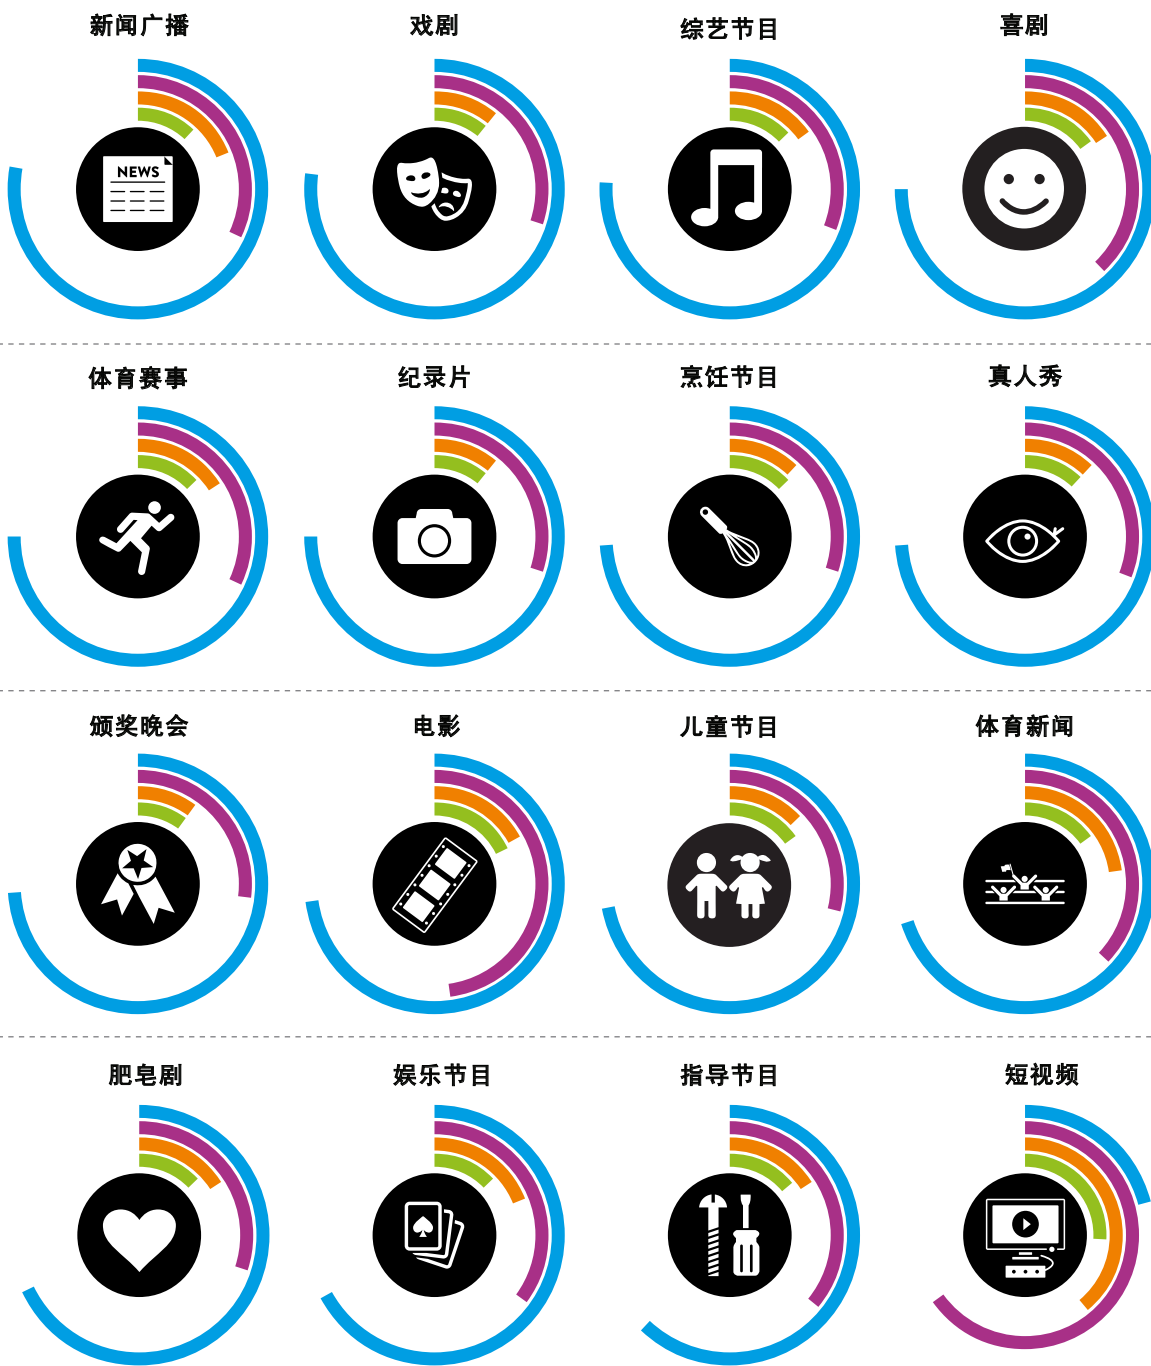 新闻广播
戏剧
综艺节目
喜剧
NEWS
体育赛事
纪录片
烹饪节目
真人秀
颁奖晚会
电影
儿童节目
体育新闻
肥皂剧
娱乐节目
指导节目
短视频